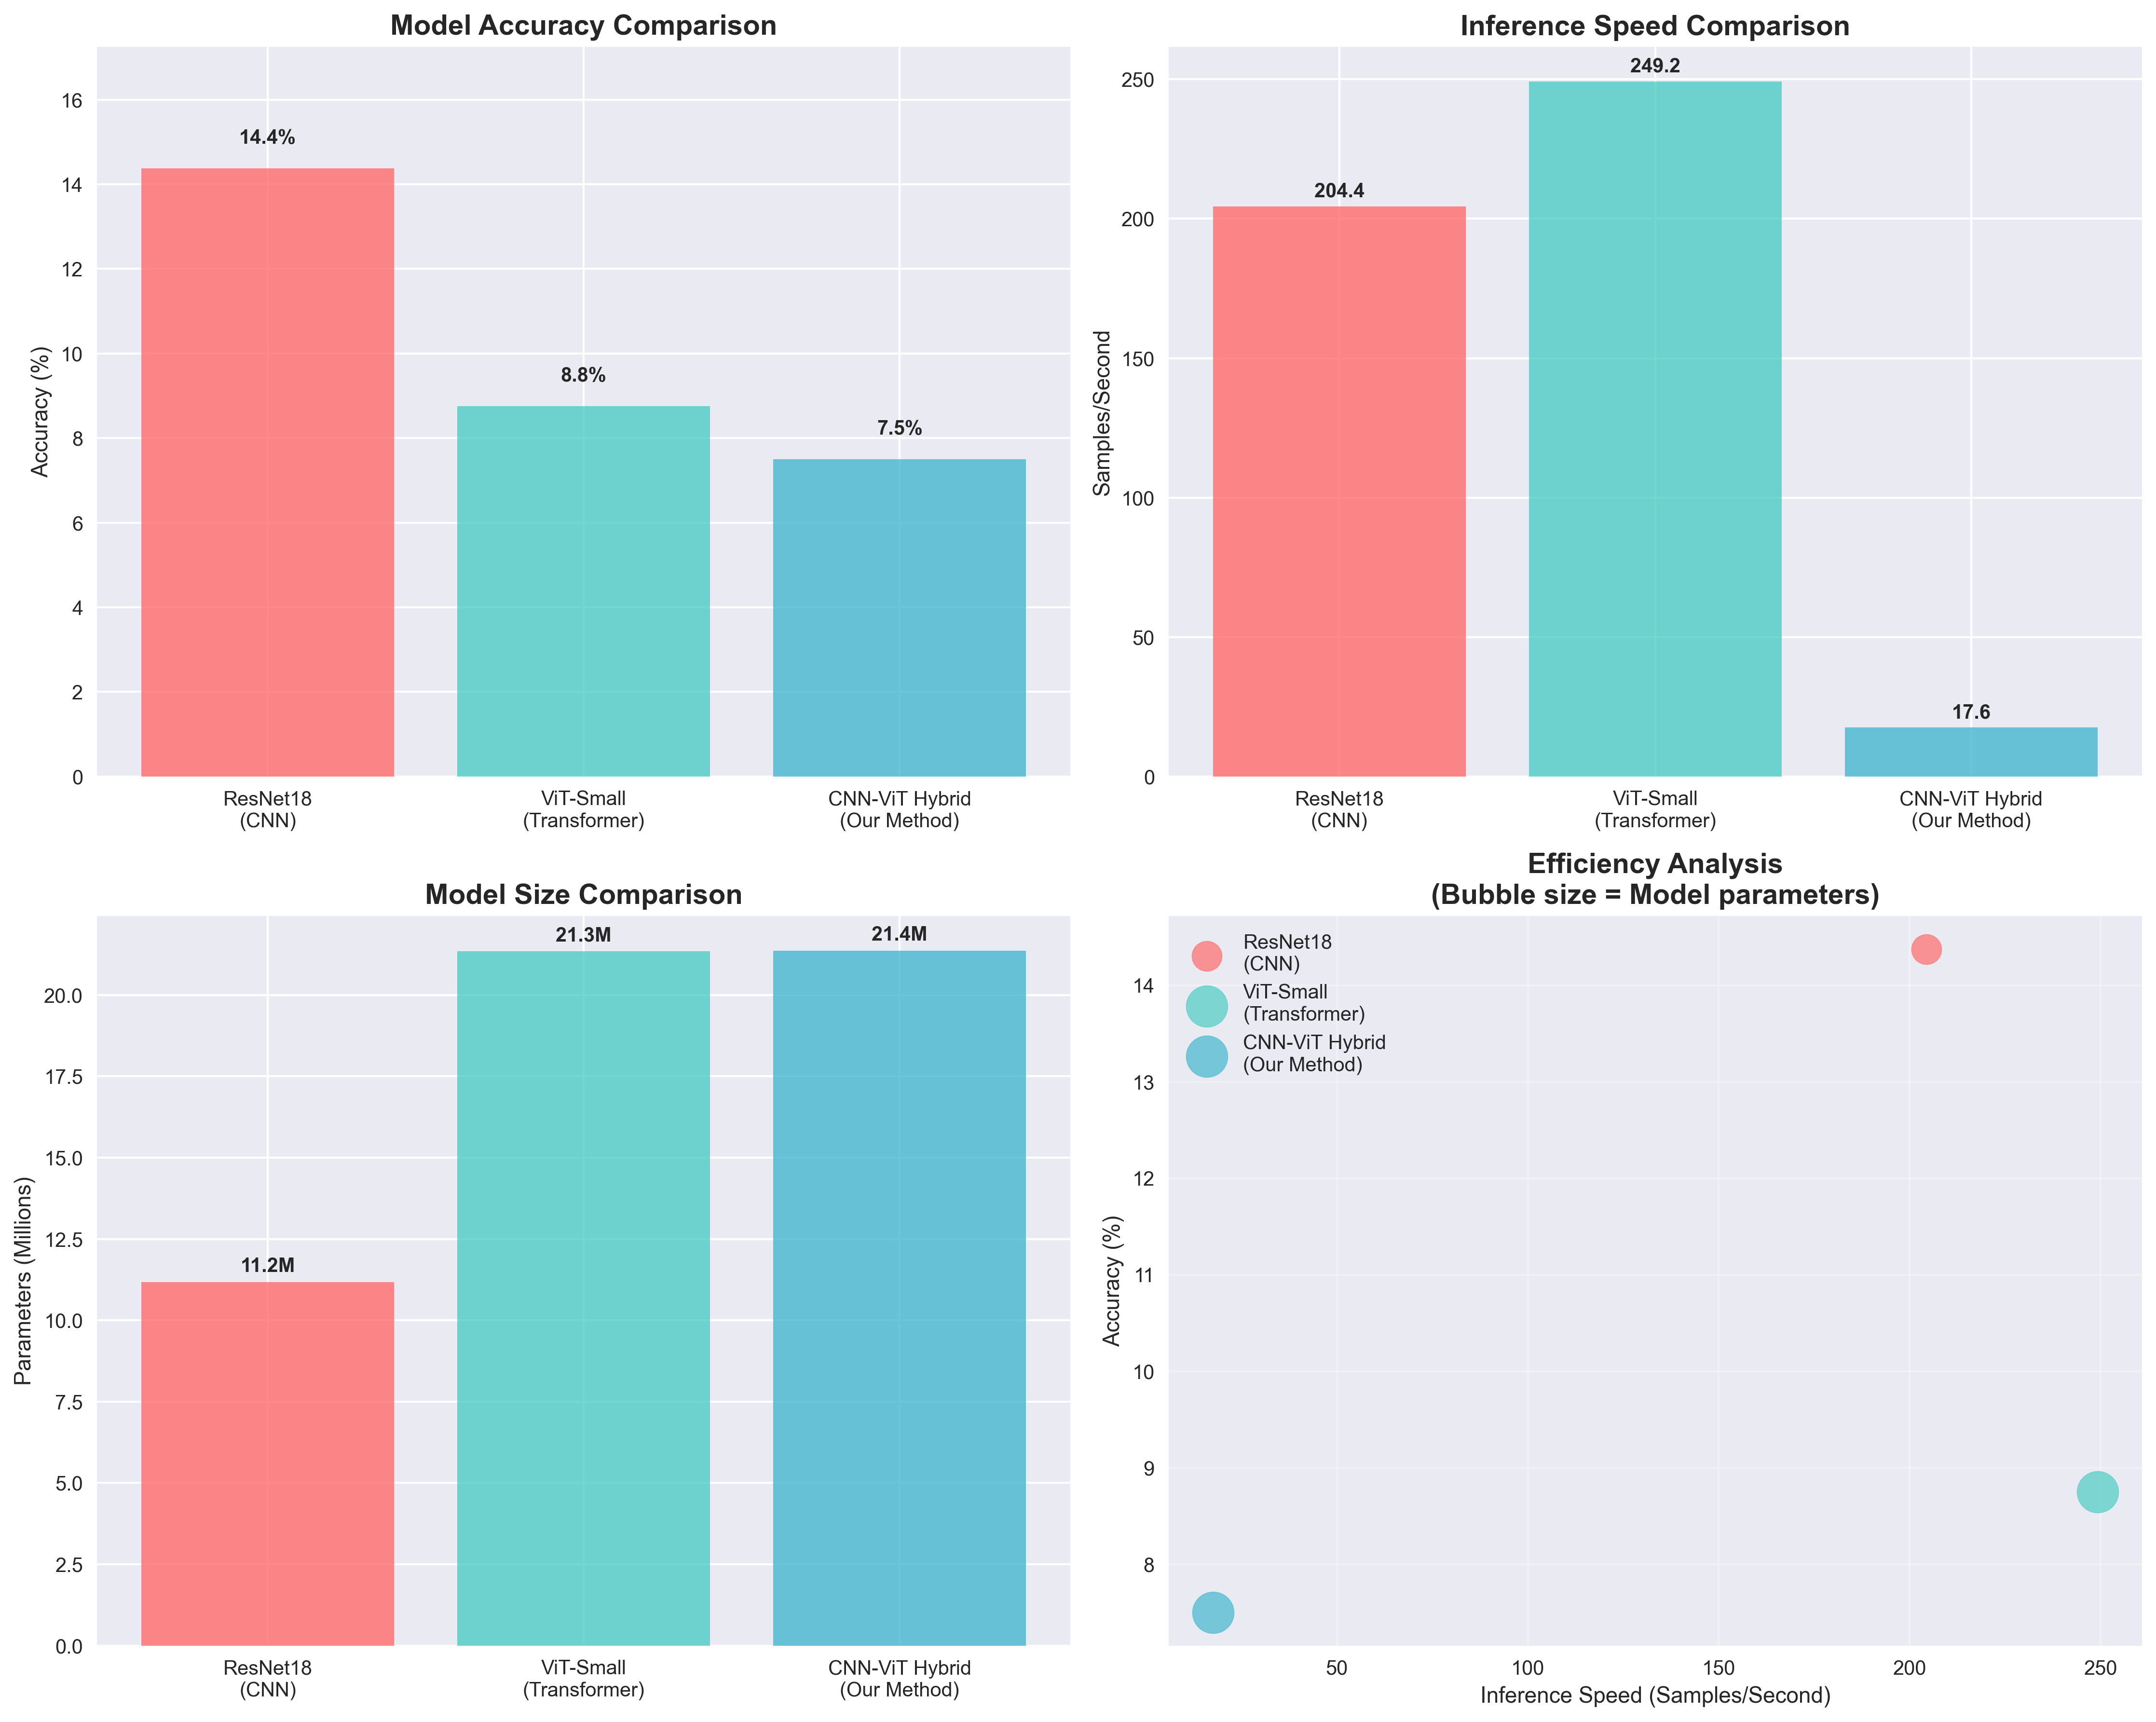 Model Accuracy Comparison
Accuracy (%)
16
14
12
10
8
6
4
2
0
14.4%
8.8%
7.5%
ResNet18
(CNN)
ViT-Small
(Transformer)
CNN-ViT Hybrid
(Our Method)
Inference Speed Comparison
Samples/Second
250
200
150
100
50
0
204.4
249.2
17.6
ResNet18
(CNN)
ViT-Small
(Transformer)
CNN-ViT Hybrid
(Our Method)
Model Size Comparison
Parameters (Millions)
20.0
17.5
15.0
12.5
10.0
7.5
5.0
2.5
0.0
11.2M
21.3M
21.4M
ResNet18
(CNN)
ViT-Small
(Transformer)
CNN-ViT Hybrid
(Our Method)
Efficiency Analysis
(Bubble size = Model parameters)
ResNet18
(CNN)
ViT-Small
(Transformer)
CNN-ViT Hybrid
(Our Method)
Accuracy (%)
14
13
12
11
10
9
8
50
100
150
200
250
Inference Speed (Samples/Second)